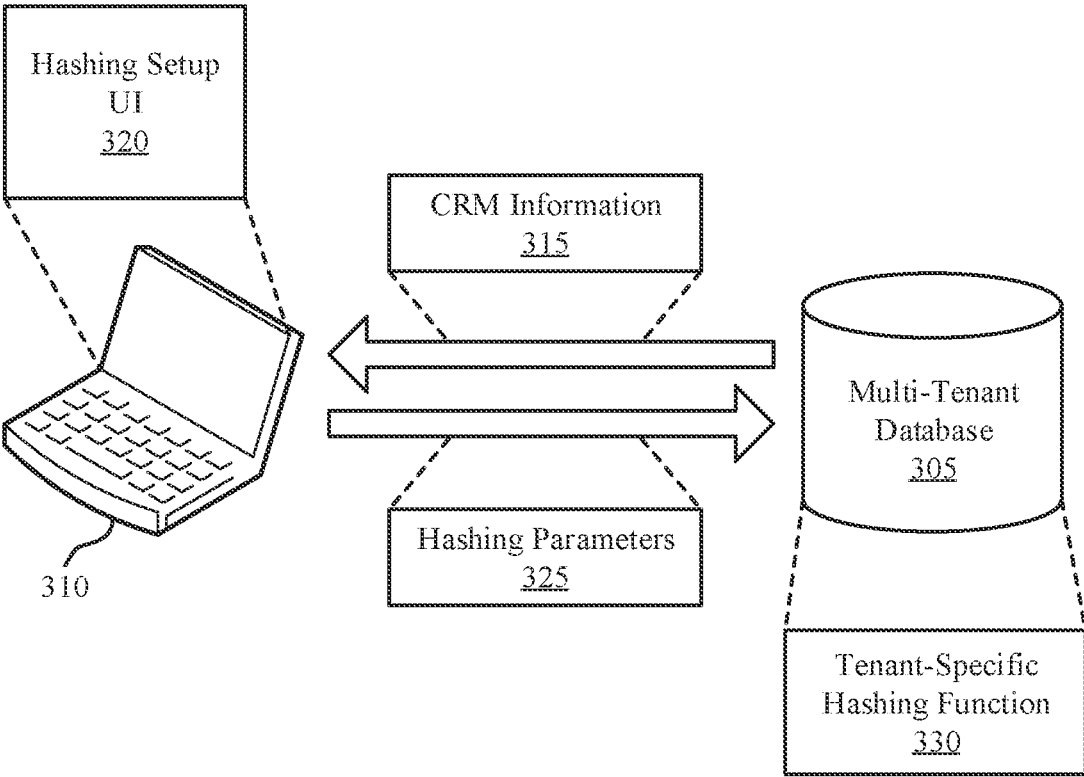 Hashing Setup
UI
320
CRM Information
315
Multi-Tenant
Database
305
Hashing Parameters
325
310
Tenant-Specific
Hashing Function
330